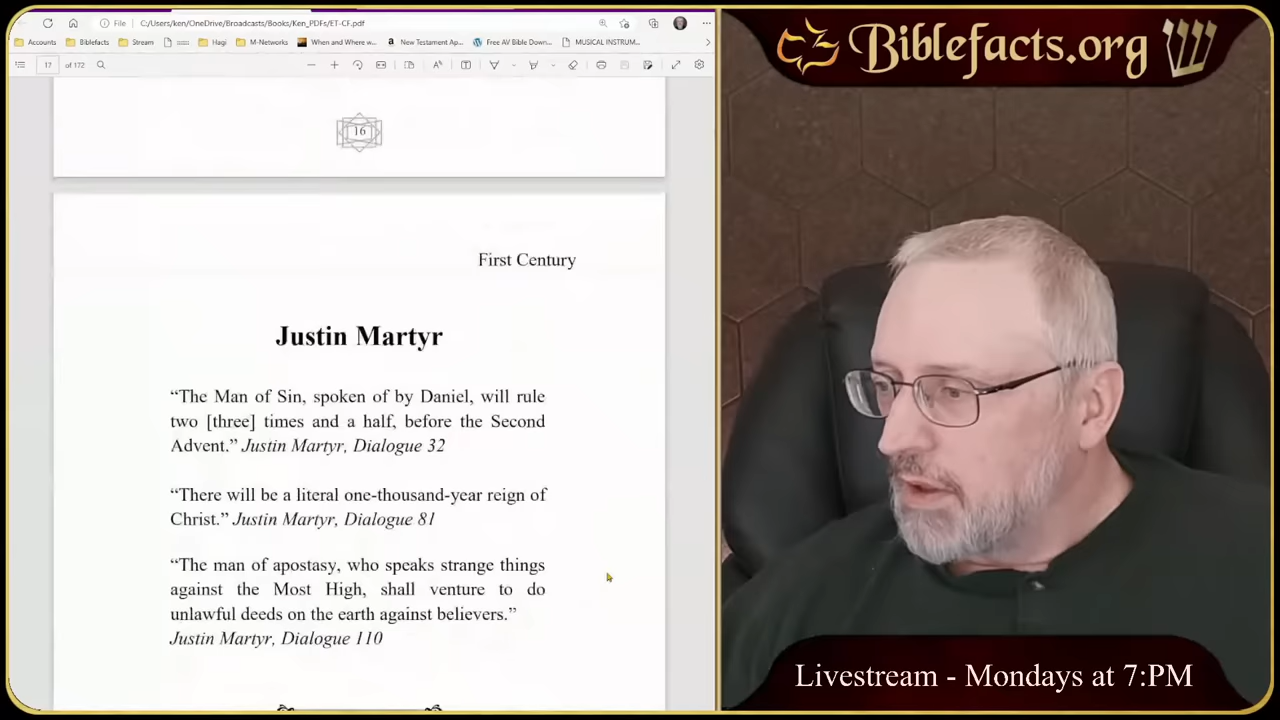 File
C:/Users/ken/OneDrive/Broadcasts/Books/Ken_PDFs/ET-CF.pdf
Accounts
Biblefacts
Stream
Hagi
M-Networks
When and Where w...
New Testament Ap...
Free AV Bible Down...
MUSICAL INSTRUM...
17 of 172
16
First Century
Justin Martyr
“The Man of Sin, spoken of by Daniel, will rule
two [three] times and a half, before the Second
Advent.” Justin Martyr, Dialogue 32
“There will be a literal one-thousand-year reign of
Christ.” Justin Martyr, Dialogue 81
“The man of apostasy, who speaks strange things
against the Most High, shall venture to do
unlawful deeds on the earth against believers.”
Justin Martyr, Dialogue 110
Biblefacts.org
ש
Livestream - Mondays at 7:PM